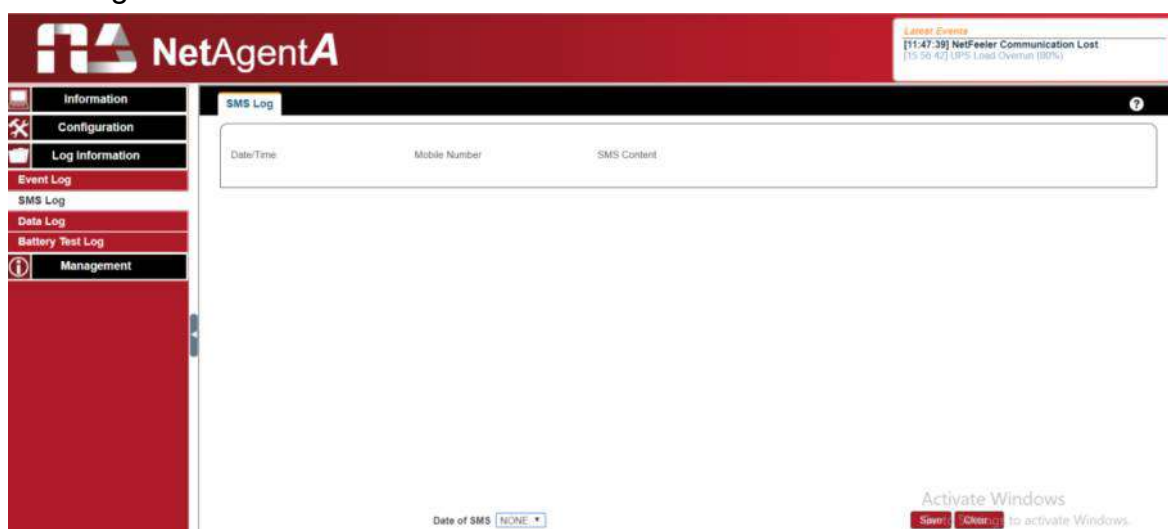 NetAgentA
Latest Events
[11:47:39] NetFeeler Communication Lost
[15:56:42] UPS Load Overrun (00%)
Information
SMS Log
Configuration
Log Information
Date/Time Mobile Number SMS Content
Event Log
SMS Log
Data Log
Battery Test Log
Management
Activate Windows
Date of SMS NONE
Save Clear to activate Windows.